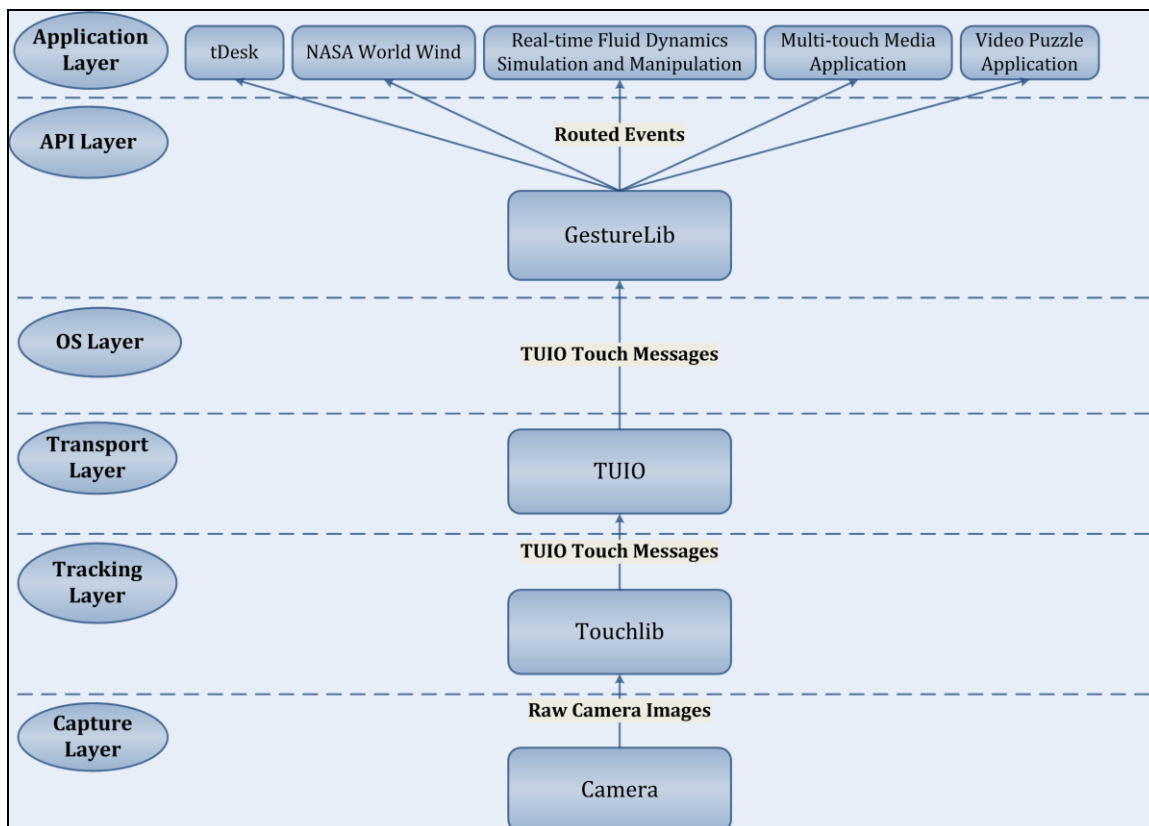 Application
Layer
tDesk
NASA World Wind
Real-time Fluid Dynamics
Simulation and Manipulation
Multi-touch Media
Application
Video Puzzle
Application
API Layer
Routed Events
GestureLib
OS Layer
TUIO Touch Messages
Transport
Layer
TUIO
TUIO Touch Messages
Tracking
Layer
Touchlib
Raw Camera Images
Capture
Layer
Camera